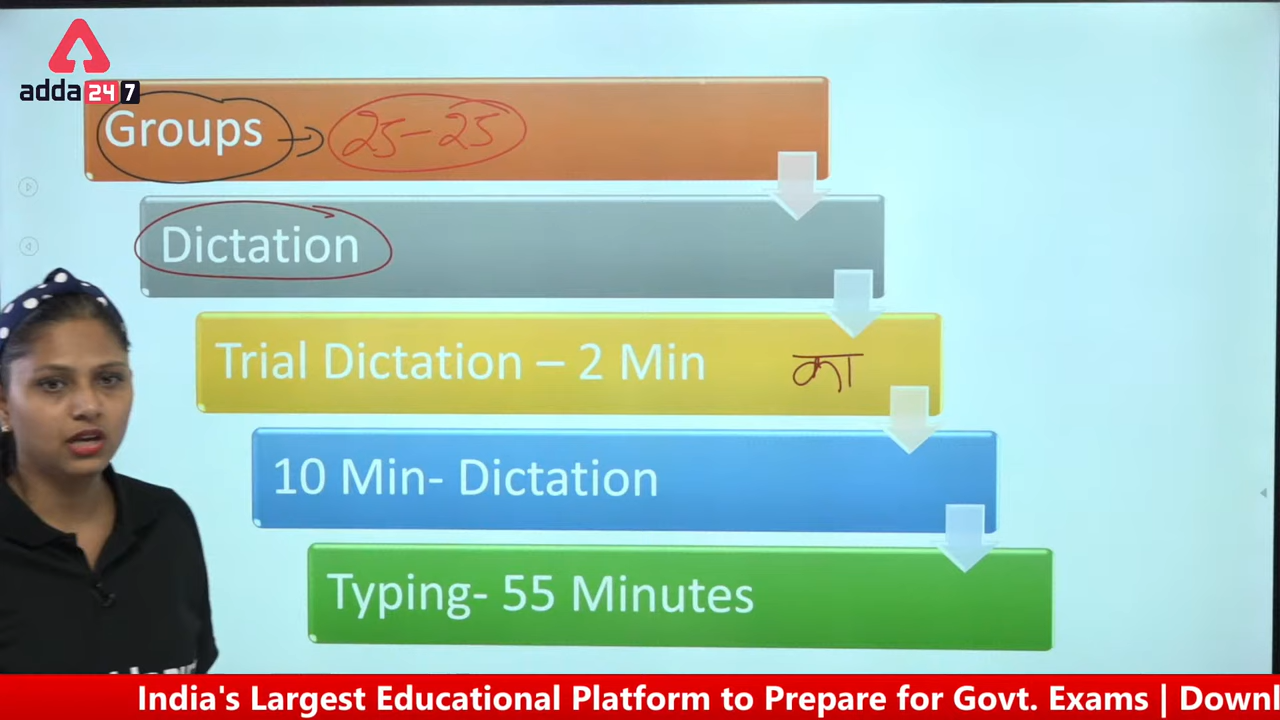 adda 247
Groups → 25-25
Dictation
Trial Dictation – 2 Min का
10 Min- Dictation
Typing- 55 Minutes
India's Largest Educational Platform to Prepare for Govt. Exams | Downl